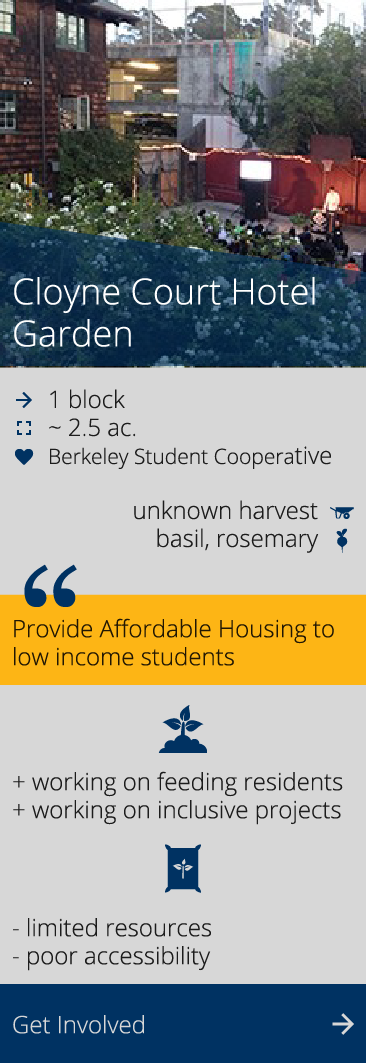 Cloyne Court Hotel
Garden
1 block
~ 2.5 ac.
Berkeley Student Cooperative
unknown harvest
basil, rosemary
“
Provide Affordable Housing to
low income students
+ working on feeding residents
+ working on inclusive projects
- limited resources
- poor accessibility
Get Involved